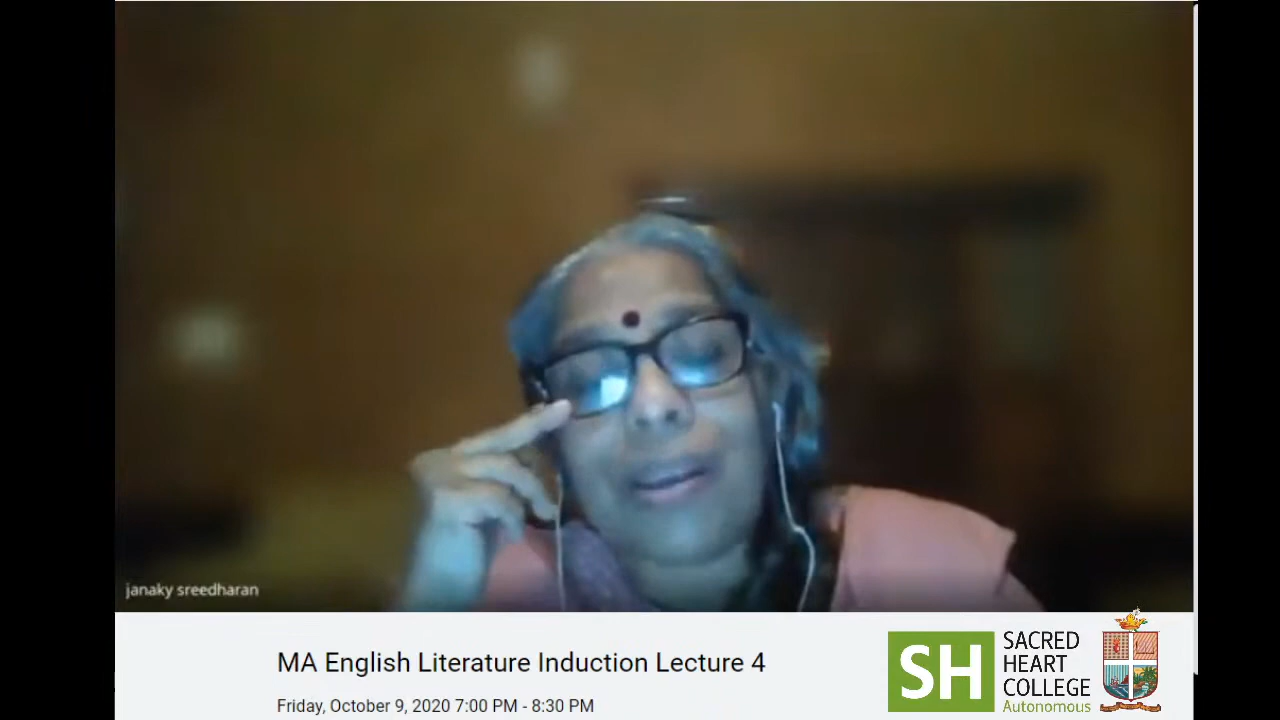 janaky sreedharan
MA English Literature Induction Lecture 4
Friday, October 9, 2020 7:00 PM - 8:30 PM
SH
SACRED
HEART
COLLEGE
Autonomous